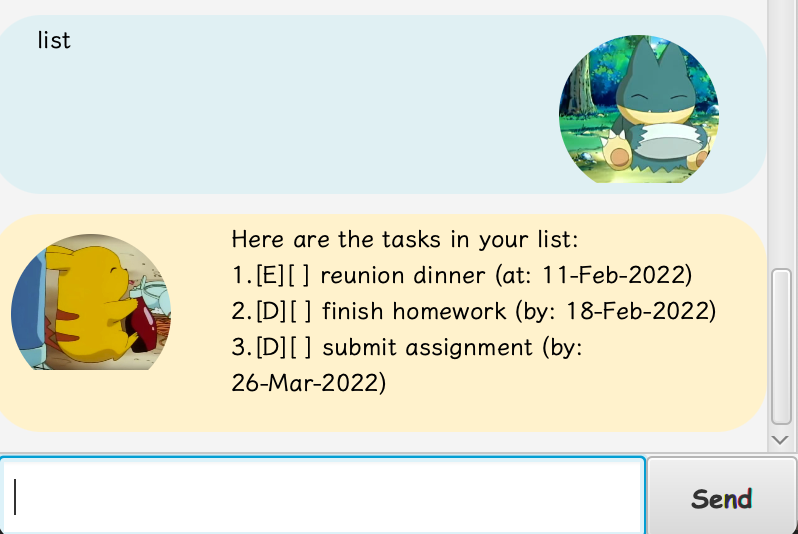 list
Here are the tasks in your list:
1.[E][ ] reunion dinner (at: 11-Feb-2022)
2.[D][ ] finish homework (by: 18-Feb-2022)
3.[D][ ] submit assignment (by:
26-Mar-2022)
Send